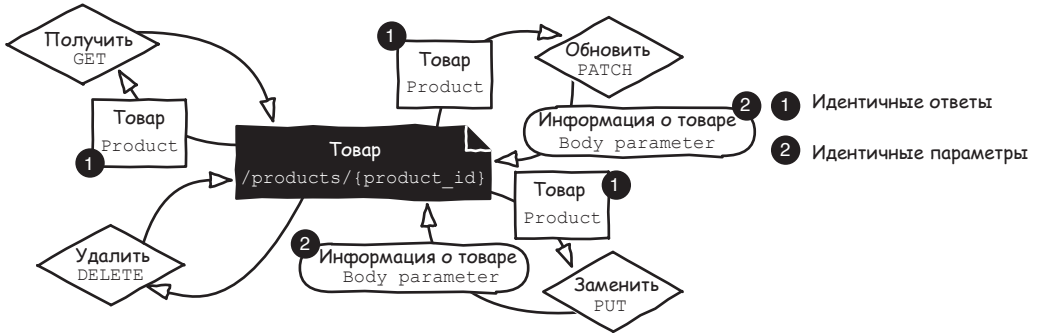 Получить
GET
Товар
Product
1
1
Товар
Product
Обновить
PATCH
Информация о товаре
Body parameter
2
1 Идентичные ответы
2 Идентичные параметры
Товар
/products/{product_id}
Товар
Product
1
Удалить
DELETE
2
Информация о товаре
Body parameter
Заменить
PUT